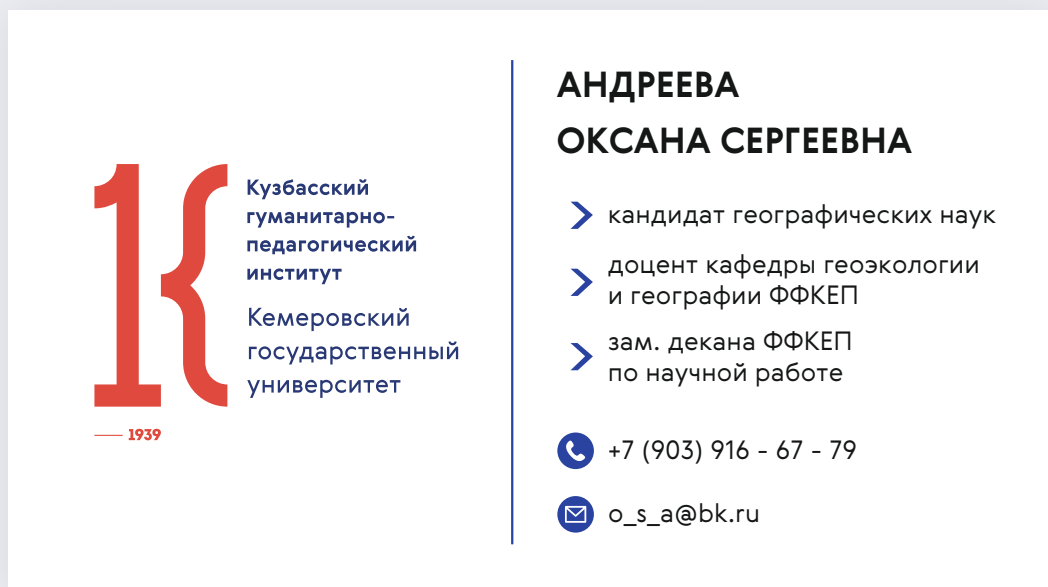 Кузбасский
гуманитарно-
педагогический
институт
Кемеровский
государственный
университет
1939
АНДРЕЕВА
ОКСАНА СЕРГЕЕВНА
кандидат географических наук
доцент кафедры геоэкологии
и географии ФФКЕП
зам. декана ФФКЕП
по научной работе
+7 (903) 916 - 67 - 79
o_s_a@bk.ru